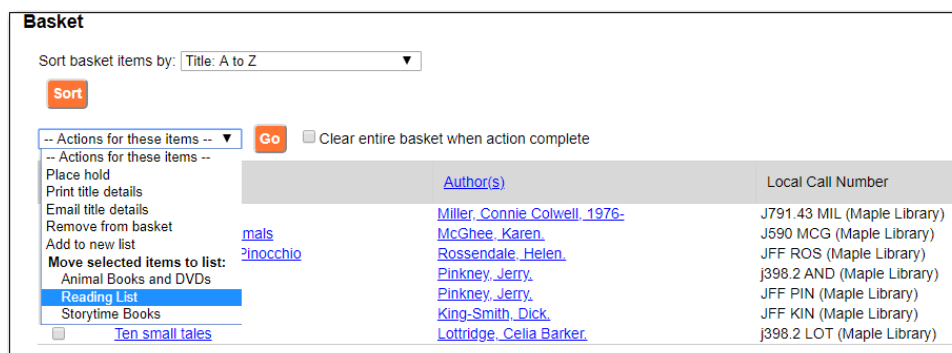 Basket
Sort basket items by: Title: A to Z
Sort
-- Actions for these items -- Go Clear entire basket when action complete
-- Actions for these items --
Place hold
Print title details
Email title details
Remove from basket
Add to new list
Move selected items to list:
Animal Books and DVDs
Reading List
Storytime Books
Author(s) Local Call Number
Miller, Connie Colwell, 1976- J791.43 MIL (Maple Library)
mals McGhee, Karen. J590 MCG (Maple Library)
Pinocchio Rossendale, Helen. JFF ROS (Maple Library)
Pinkney, Jerry. j398.2 AND (Maple Library)
Pinkney, Jerry. JFF PIN (Maple Library)
King-Smith, Dick. JFF KIN (Maple Library)
Ten small tales Lottridge, Celia Barker. j398.2 LOT (Maple Library)